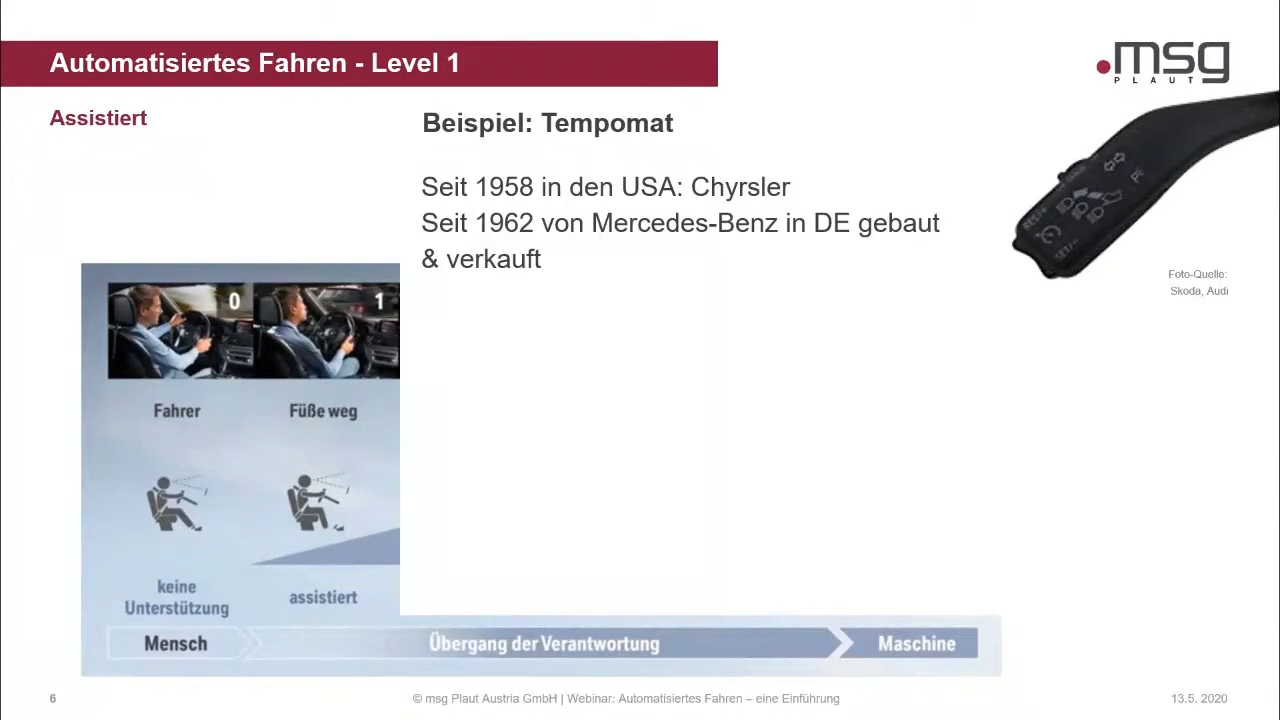 Automatisiertes Fahren - Level 1
msg
PLAUT
Assistiert
Beispiel: Tempomat
Seit 1958 in den USA: Chyrsler
Seit 1962 von Mercedes-Benz in DE gebaut
& verkauft
RES/+
SET/-
Foto-Quelle:
Skoda, Audi
0
1
Fahrer
Füße weg
keine
Unterstützung
assistiert
Mensch
Übergang der Verantwortung
Maschine
6
© msg Plaut Austria GmbH | Webinar: Automatisiertes Fahren – eine Einführung
13.5. 2020